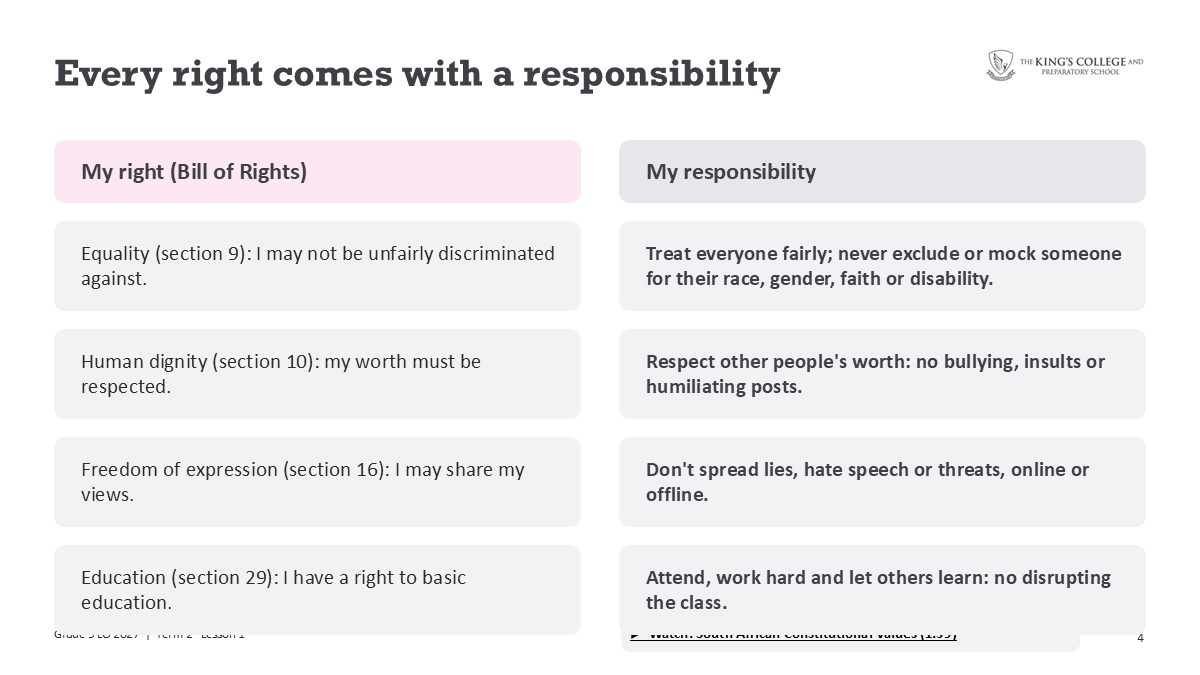 Every right comes with a responsibility
THE KING'S COLLEGE AND
PREPARATORY SCHOOL
My right (Bill of Rights)
My responsibility
Equality (section 9): I may not be unfairly discriminated
against.
Treat everyone fairly; never exclude or mock someone
for their race, gender, faith or disability.
Human dignity (section 10): my worth must be
respected.
Respect other people's worth: no bullying, insults or
humiliating posts.
Freedom of expression (section 16): I may share my
views.
Don't spread lies, hate speech or threats, online or
offline.
Education (section 29): I have a right to basic
education.
Attend, work hard and let others learn: no disrupting
the class.
Watch: South African Constitutional Values
4